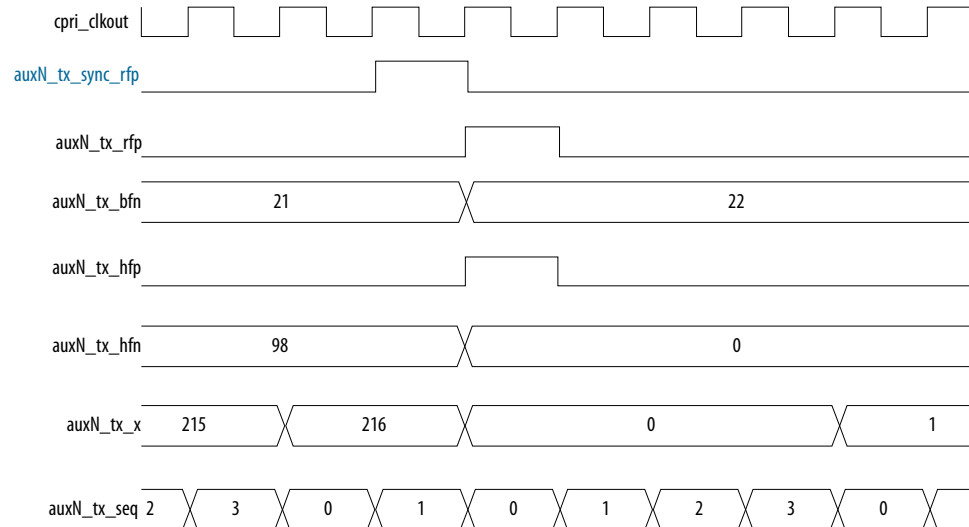 cpri_clkout
auxN_tx_sync_rfp
auxN_tx_rfp
auxN_tx_bfn 21 22
auxN_tx_hfp
auxN_tx_hfn 98 0
auxN_tx_x 215 216 0 1
auxN_tx_seq 2 3 0 1 0 1 2 3 0